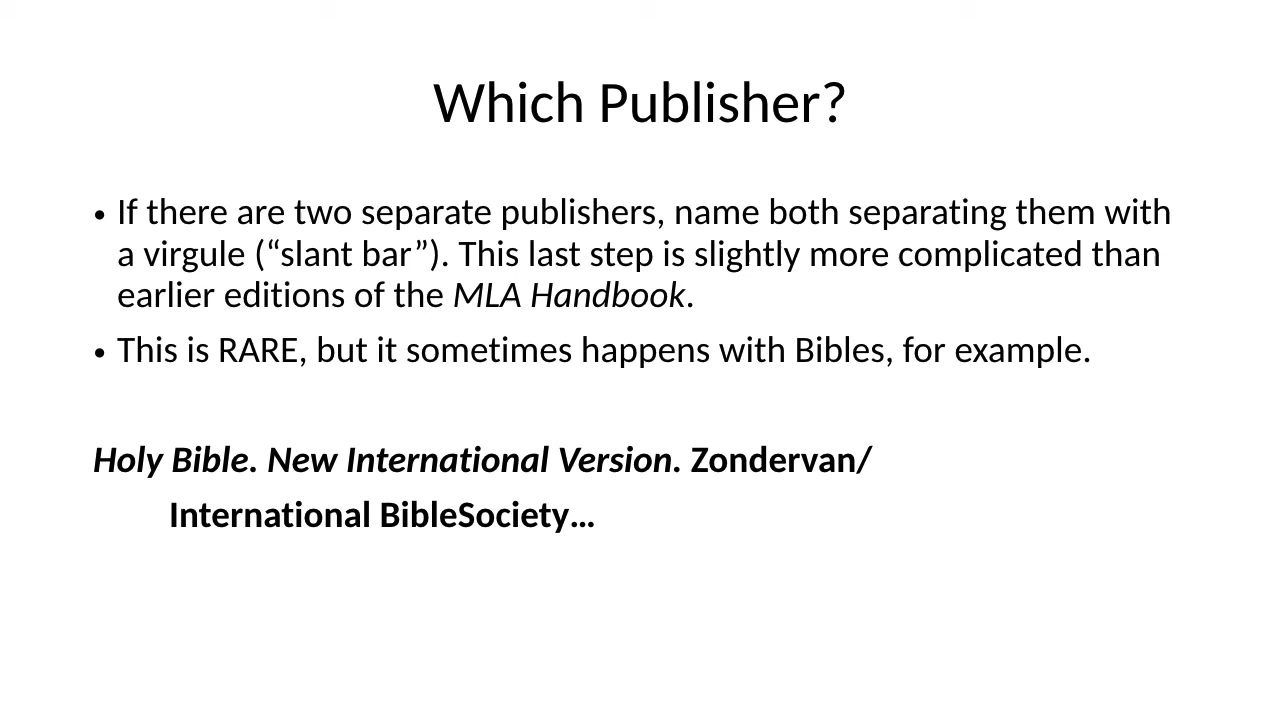 Which Publisher?
• If there are two separate publishers, name both separating them with
a virgule (“slant bar”). This last step is slightly more complicated than
earlier editions of the MLA Handbook.
• This is RARE, but it sometimes happens with Bibles, for example.
Holy Bible. New International Version. Zondervan/
International BibleSociety…